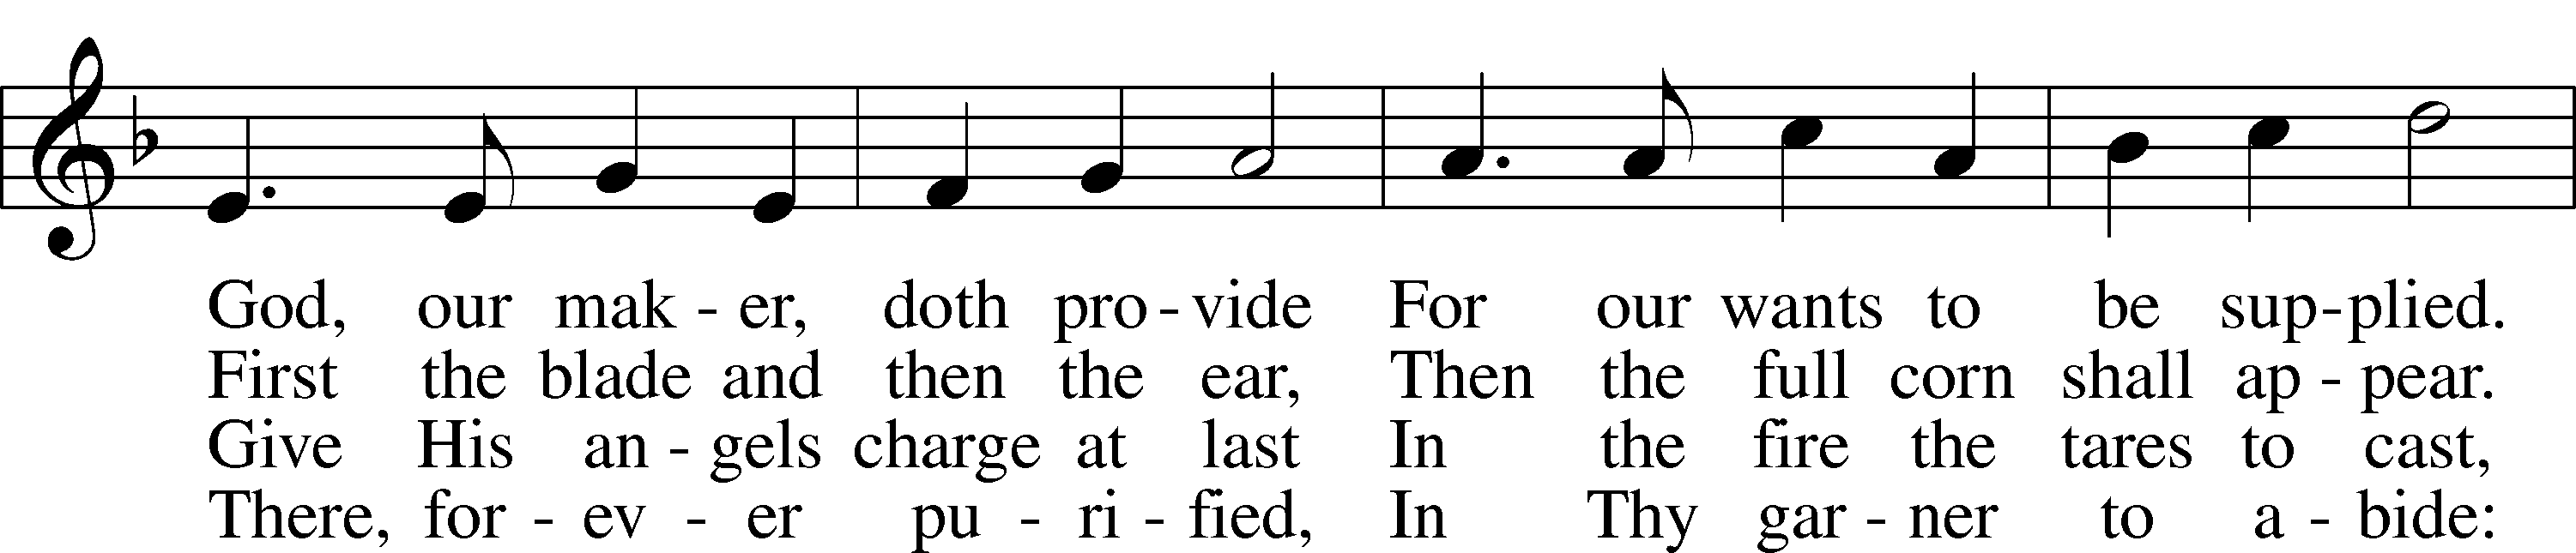 God, our mak - er, doth pro - vide For our wants to be sup - plied.
First the blade and then the ear, Then the full corn shall ap - pear.
Give His an - gels charge at last In the fire the tares to cast,
There, for - ev - er pu - ri - fied, In Thy gar - ner to a - bide: